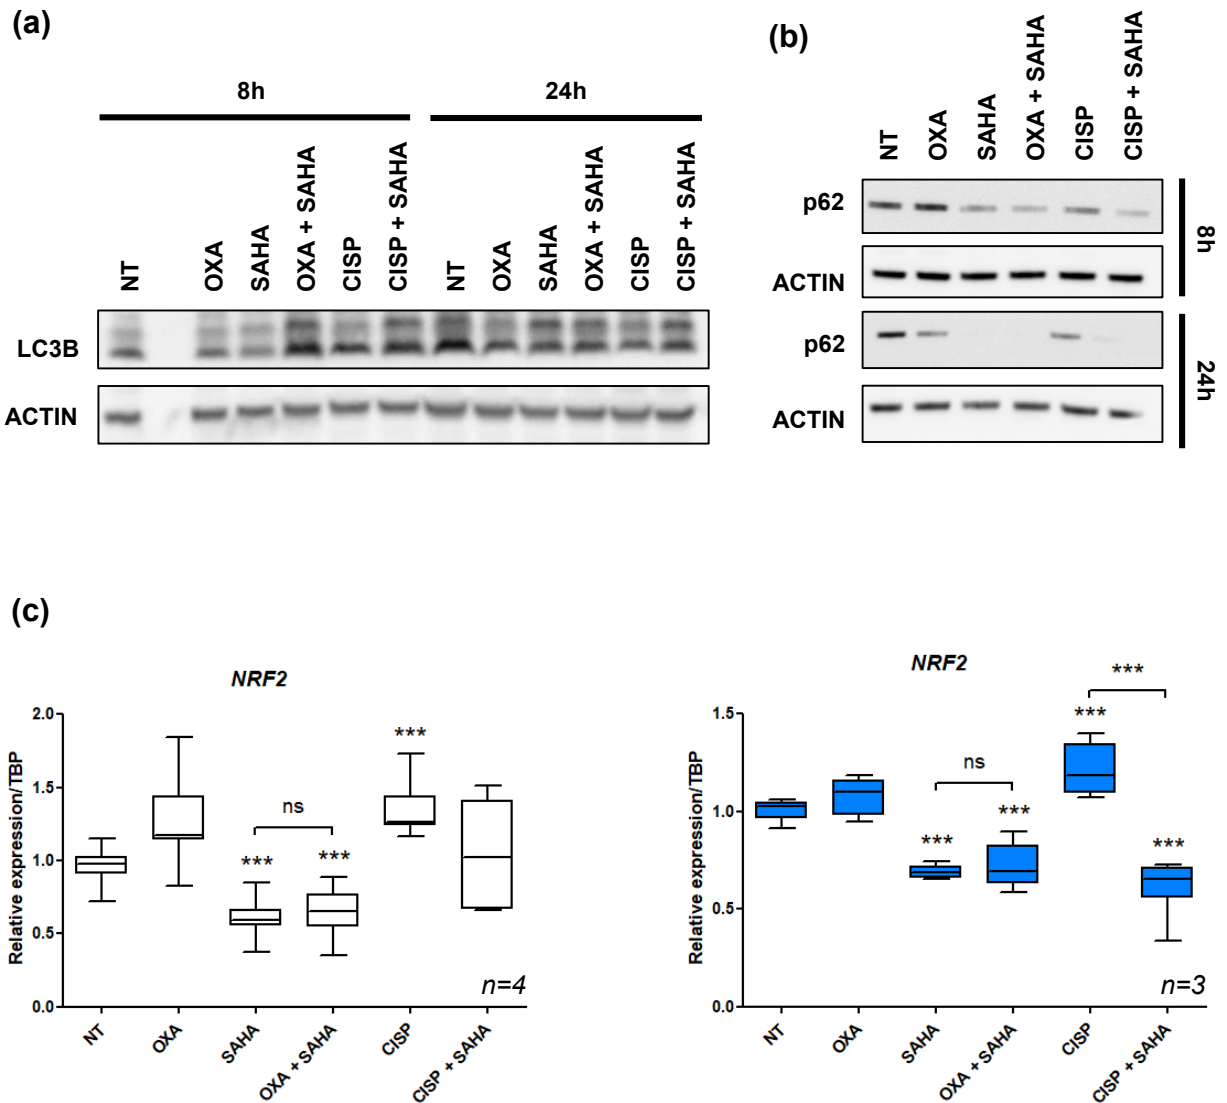 (a)
8h
24h
NT
OXA
SAHA
OXA + SAHA
CISP
CISP + SAHA
NT
OXA
SAHA
OXA + SAHA
CISP
CISP + SAHA
LC3B
ACTIN
(b)
NT
OXA
SAHA
OXA + SAHA
CISP
CISP + SAHA
p62
ACTIN
8h
p62
ACTIN
24h
(c)
NRF2
Relative expression/TBP
2.0
1.5
1.0
0.5
0.0
***
ns
***
***
n=4
NT
OXA
SAHA
OXA + SAHA
CISP
CISP + SAHA
NRF2
Relative expression/TBP
1.5
1.0
0.5
0.0
***
ns
***
***
***
***
n=3
NT
OXA
SAHA
OXA + SAHA
CISP
CISP + SAHA